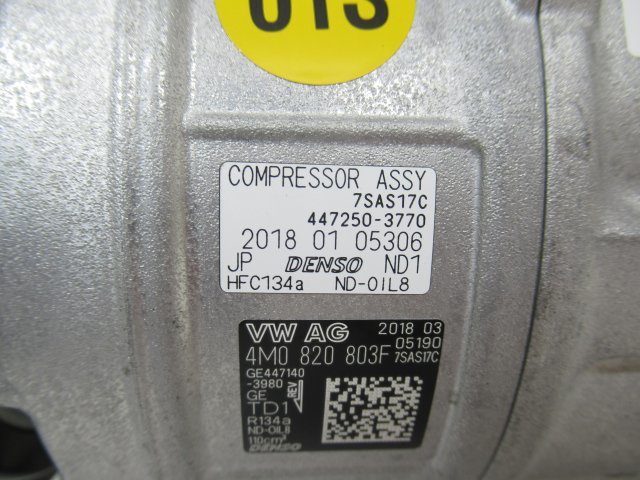 COMPRESSOR ASSY
7SAS17C
447250-3770
2018 01 05306
JP DENSO ND1
HFC134a ND-OIL8
VW AG 2018 03
05190
4M0 820 803F 7SAS17C
GE447140
-3980
GE REV
TD1
R134a
ND-OIL8
110cm³
DENSO